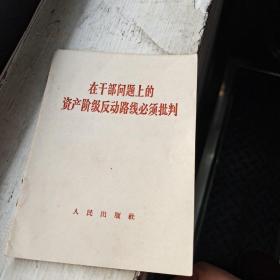 在干部问题上的
资产阶级反动路线必须批判
人民出版社